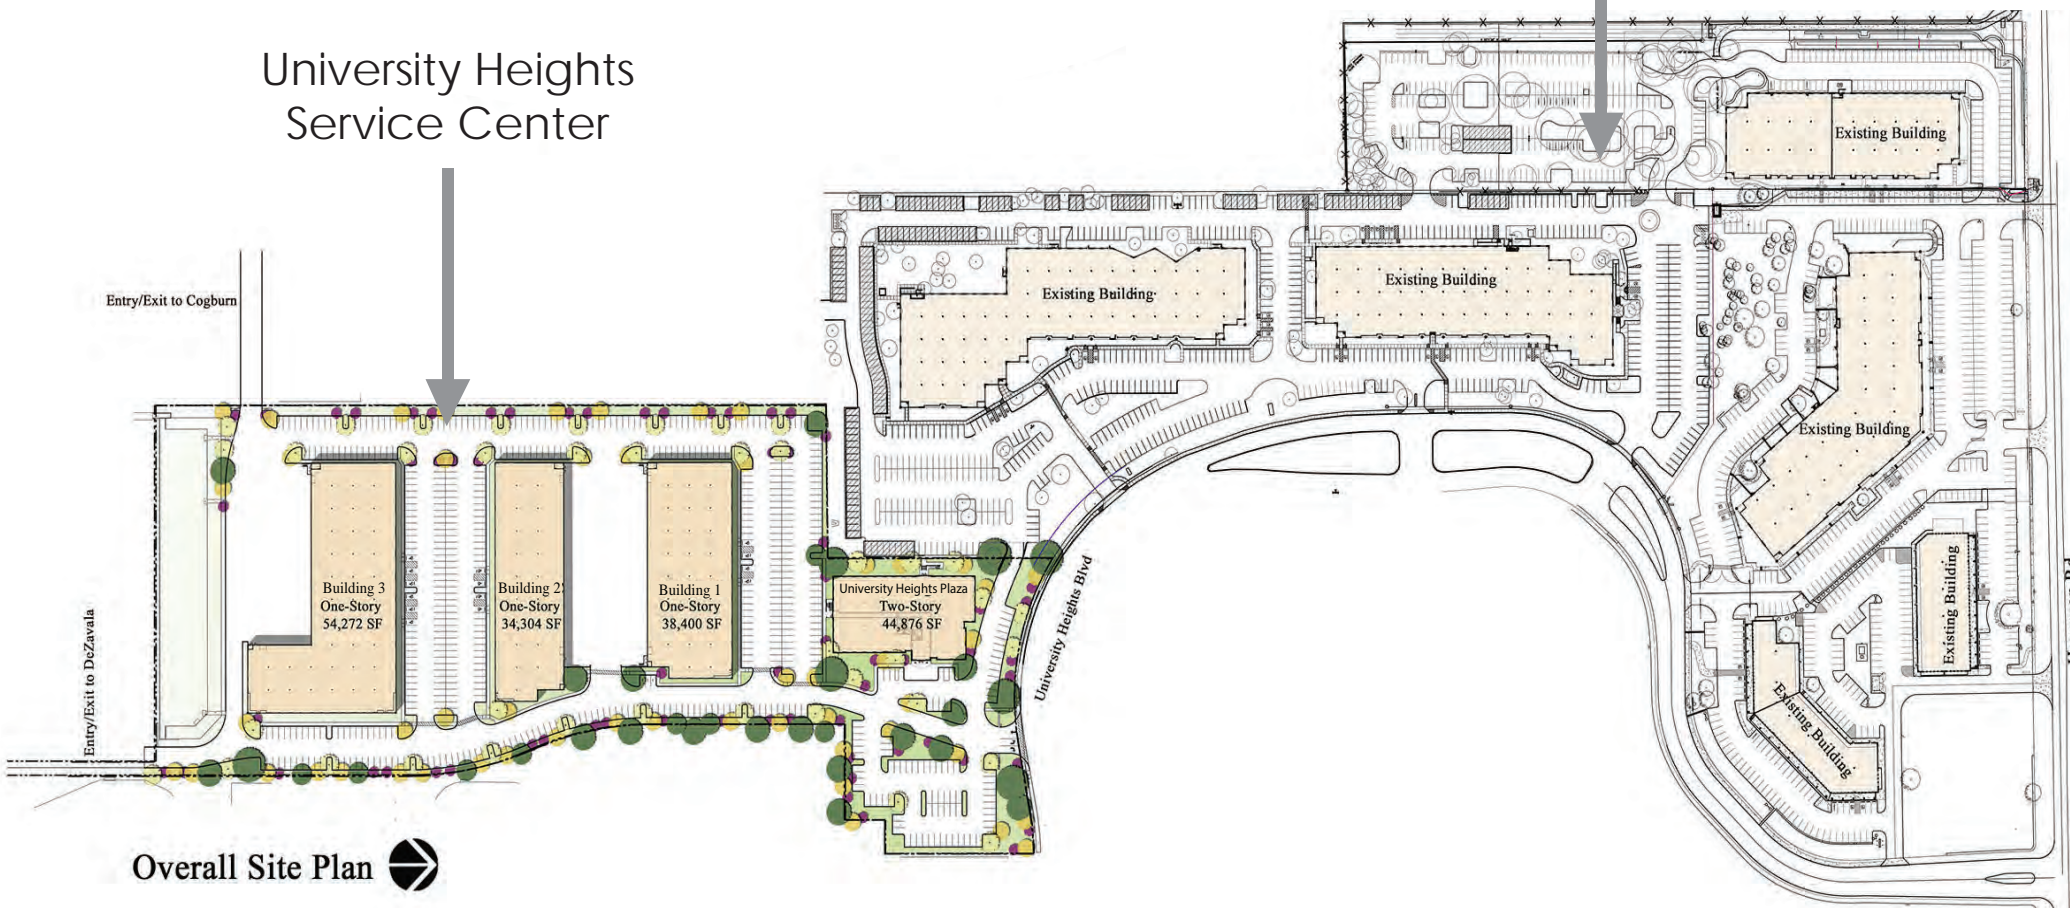 University Heights
Service Center
Existing Building
Existing Building
Existing Building
Entry/Exit to Cogburn
Existing Building
Existing Building
Existing Building
Building 3
One-Story
54,272 SF
Building 2
One-Story
34,304 SF
Building 1
One-Story
38,400 SF
University Heights Plaza
Two-Story
44,876 SF
University Heights Blvd
Entry/Exit to DeZavala
Overall Site Plan